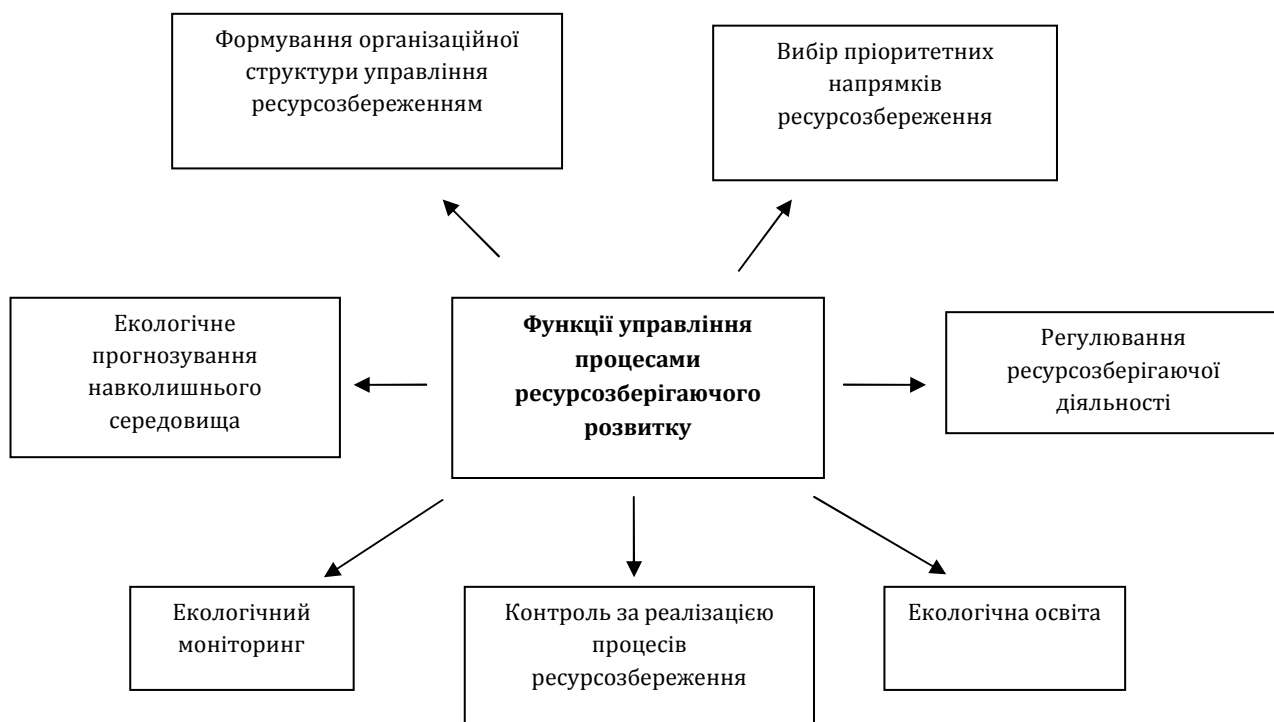 Формування організаційної
структури управління
ресурсозбереженням
Вибір пріоритетних
напрямків
ресурсозбереження
Екологічне
прогнозування
навколишнього
середовища
Функції управління
процесами
ресурсозберігаючого
розвитку
Регулювання
ресурсозберігаючої
діяльності
Екологічний
моніторинг
Контроль за реалізацією
процесів
ресурсозбереження
Екологічна освіта